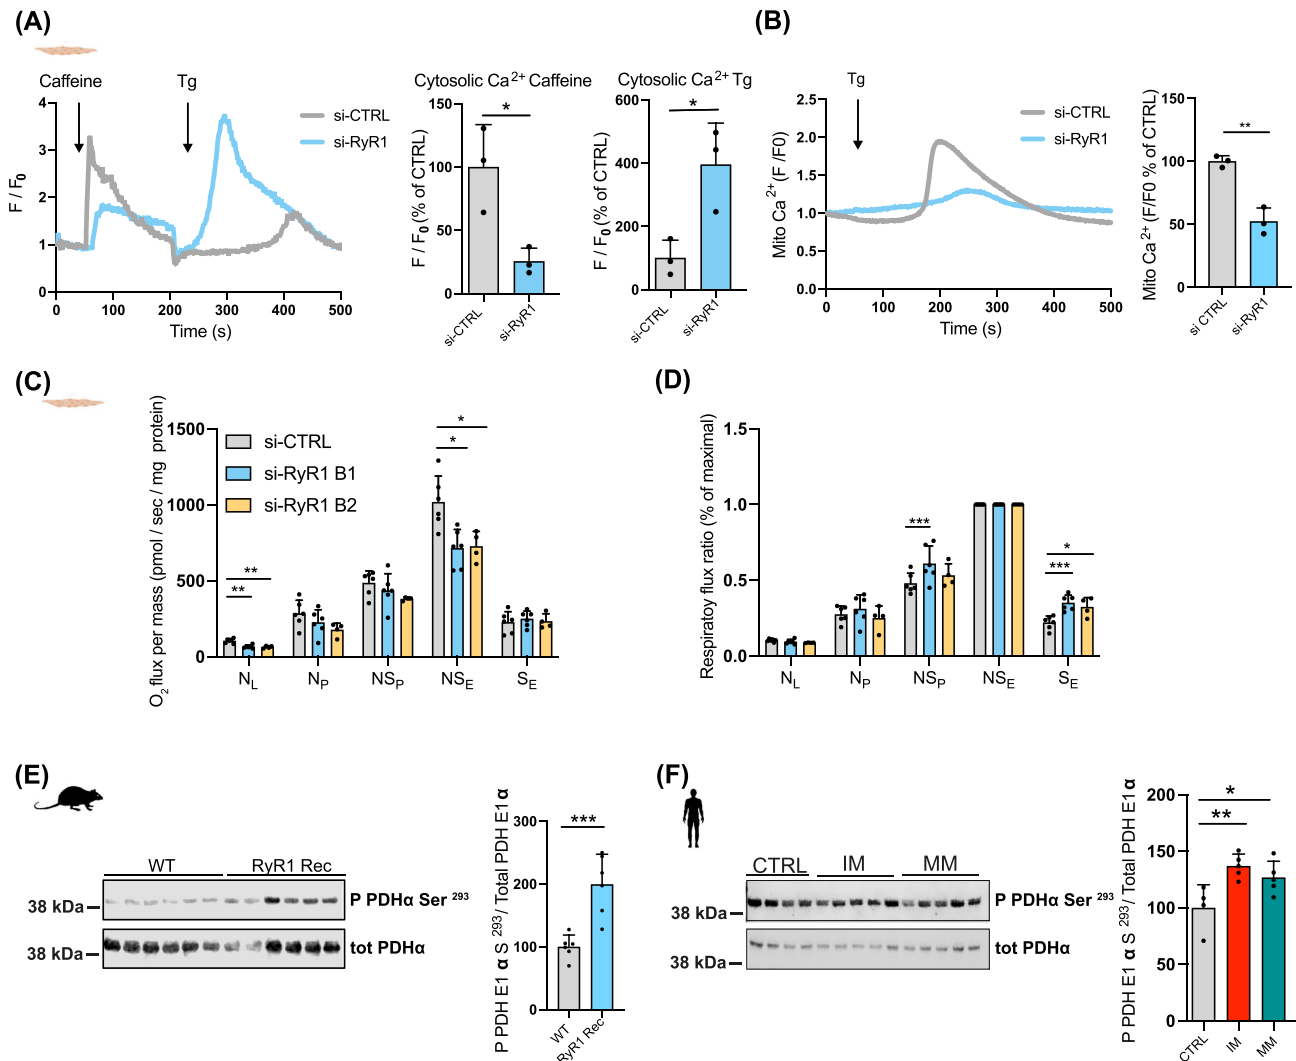 (A)
Caffeine
Tg
si-CTRL
si-RyR1
F / F0
5
4
3
2
1
0
0 100 200 300 400 500
Time (s)
Cytosolic Ca2+ Caffeine
F / F0 (% of CTRL)
150
100
50
0
*
si-CTRL
si-RyR1
Cytosolic Ca2+ Tg
F / F0 (% of CTRL)
600
400
200
0
*
si-CTRL
si-RyR1
(B)
Tg
si-CTRL
si-RyR1
Mito Ca2+ (F /F0)
2.5
2.0
1.5
1.0
0.5
0.0
0 100 200 300 400 500
Time (s)
Mito Ca2+ (F/F0 % of CTRL)
150
100
50
0
**
si CTRL
si-RyR1
(C)
O2 flux per mass (pmol / sec / mg protein)
1500
1000
500
0
si-CTRL
si-RyR1 B1
si-RyR1 B2
**
**
*
*
NL NP NSP NSE SE
(D)
Respiratoy flux ratio (% of maximal)
1.5
1.0
0.5
0.0
***
*
***
NL NP NSP NSE SE
(E)
WT RyR1 Rec
38 kDa
P PDHα Ser 293
38 kDa
tot PDHα
P PDH E1 α S 293/ Total PDH E1 α
300
200
100
0
***
WT
RyR1 Rec
(F)
CTRL IM MM
38 kDa
P PDHα Ser 293
38 kDa
tot PDHα
P PDH E1 α S 293/ Total PDH E1 α
200
150
100
50
0
*
**
CTRL
IM
MM